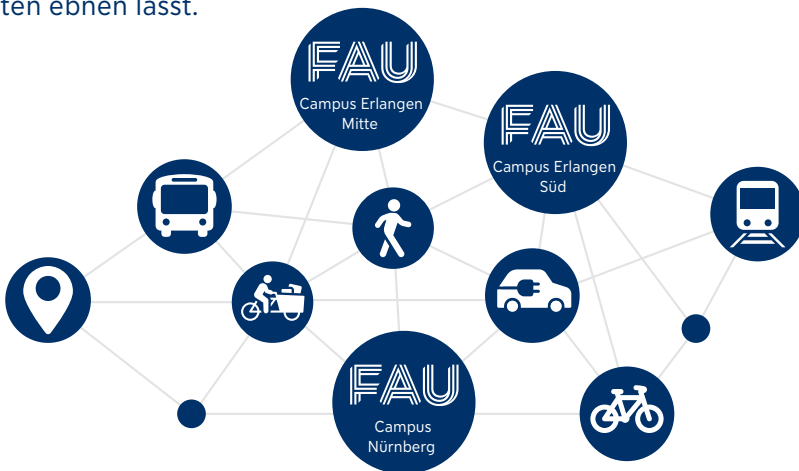 ten ebnen lässt.
FAU
Campus Erlangen
Mitte
FAU
Campus Erlangen
Süd
FAU
Campus
Nürnberg